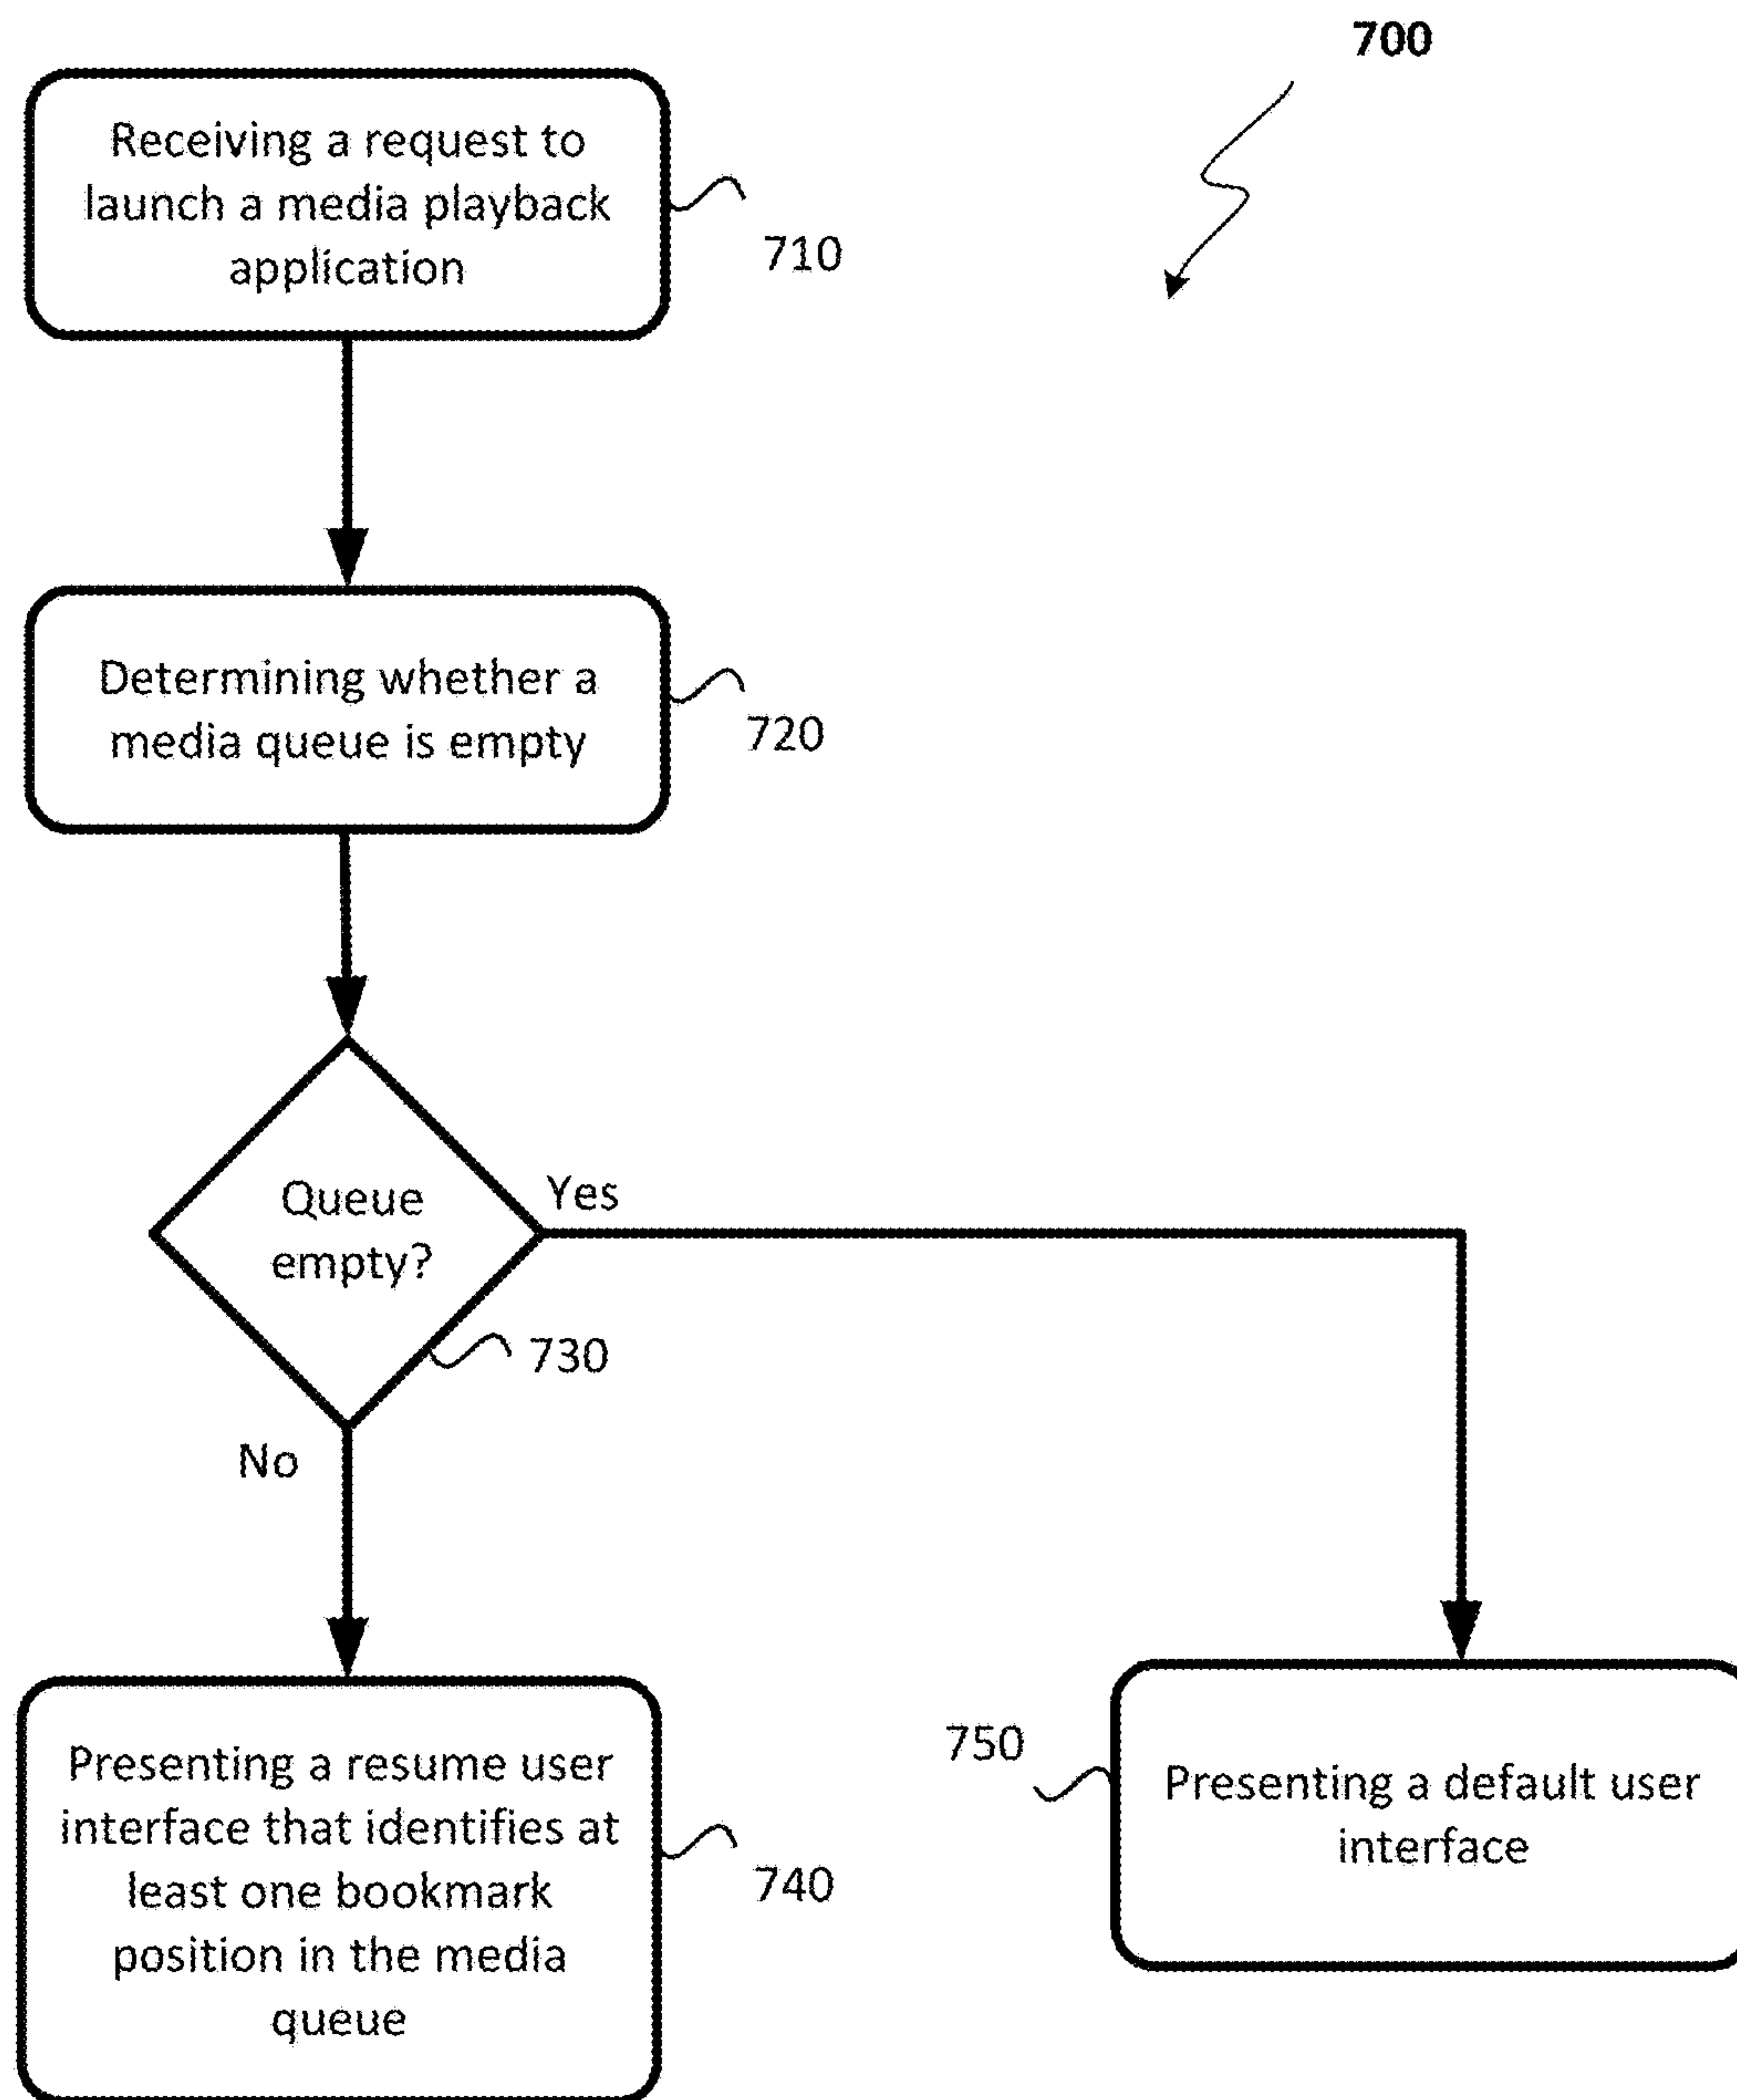 700
Receiving a request to
launch a media playback
application
710
Determining whether a
media queue is empty
720
Queue
empty?
Yes
730
No
Presenting a resume user
interface that identifies at
least one bookmark
position in the media
queue
740
750
Presenting a default user
interface